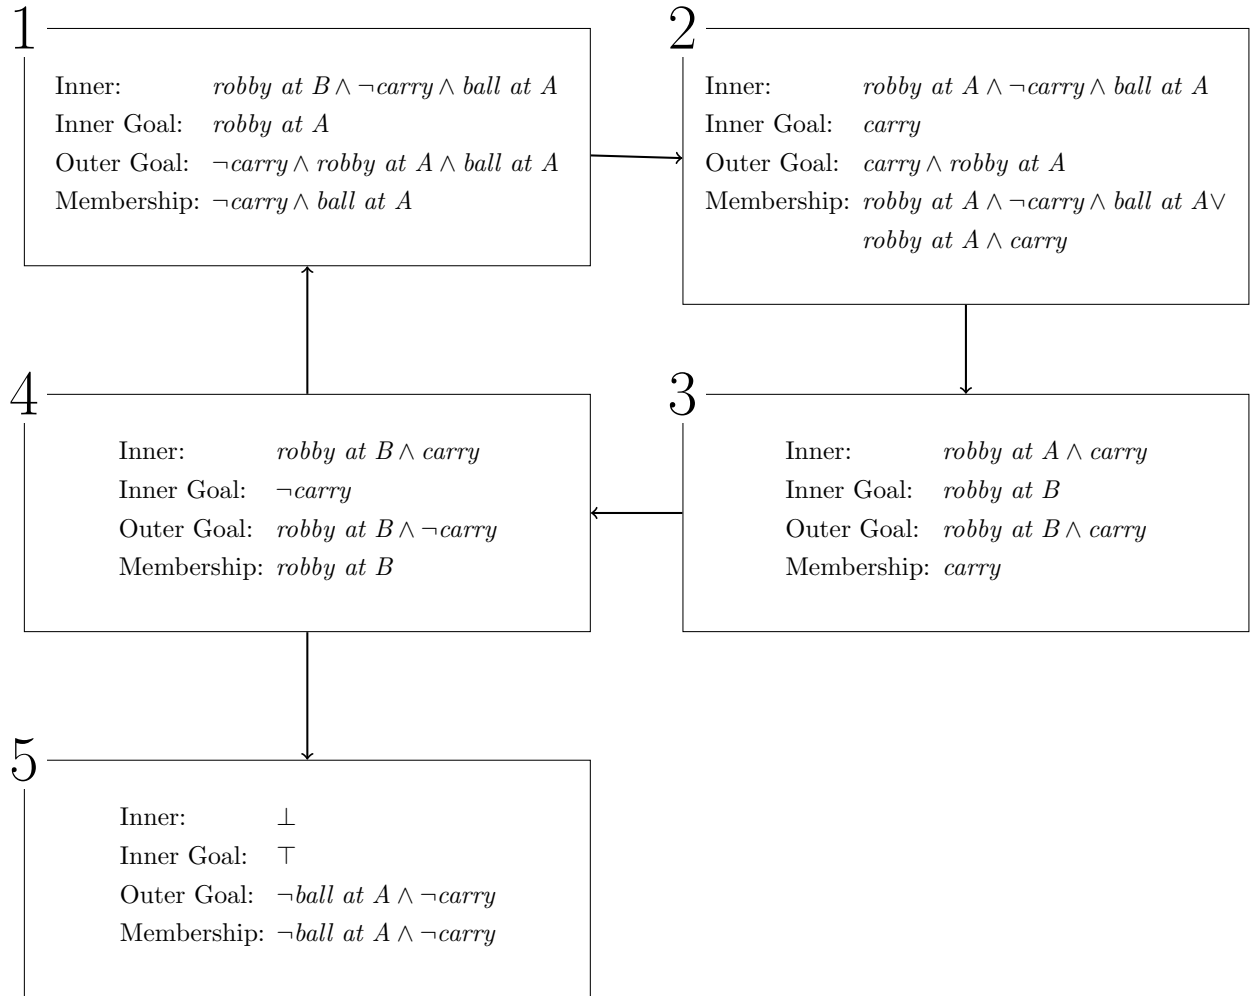 1
Inner: robby at B ∧ ¬carry ∧ ball at A
Inner Goal: robby at A
Outer Goal: ¬carry ∧ robby at A ∧ ball at A
Membership: ¬carry ∧ ball at A
2
Inner: robby at A ∧ ¬carry ∧ ball at A
Inner Goal: carry
Outer Goal: carry ∧ robby at A
Membership: robby at A ∧ ¬carry ∧ ball at A∨
robby at A ∧ carry
4
Inner: robby at B ∧ carry
Inner Goal: ¬carry
Outer Goal: robby at B ∧ ¬carry
Membership: robby at B
3
Inner: robby at A ∧ carry
Inner Goal: robby at B
Outer Goal: robby at B ∧ carry
Membership: carry
5
Inner: ⊥
Inner Goal: ⊤
Outer Goal: ¬ball at A ∧ ¬carry
Membership: ¬ball at A ∧ ¬carry